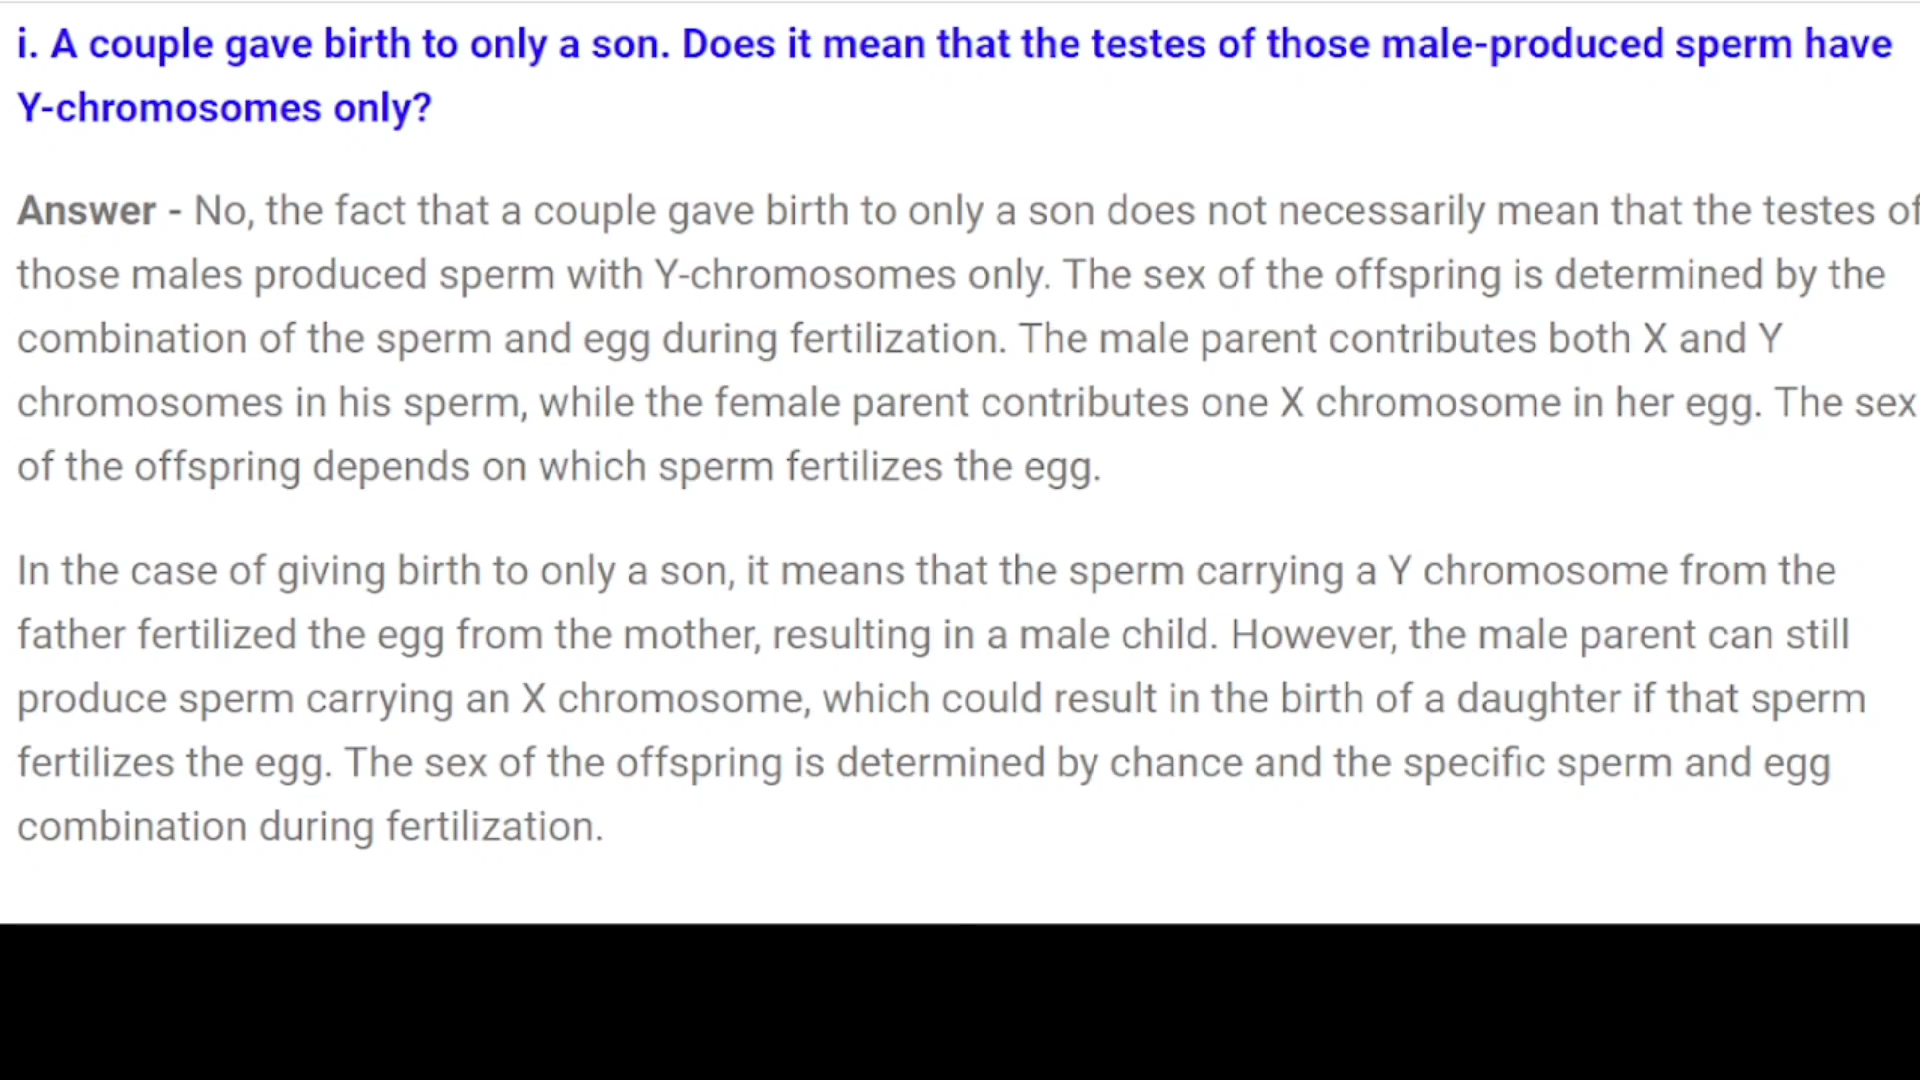 i. A couple gave birth to only a son. Does it mean that the testes of those male-produced sperm have
Y-chromosomes only?
Answer - No, the fact that a couple gave birth to only a son does not necessarily mean that the testes of
those males produced sperm with Y-chromosomes only. The sex of the offspring is determined by the
combination of the sperm and egg during fertilization. The male parent contributes both X and Y
chromosomes in his sperm, while the female parent contributes one X chromosome in her egg. The sex
of the offspring depends on which sperm fertilizes the egg.
In the case of giving birth to only a son, it means that the sperm carrying a Y chromosome from the
father fertilized the egg from the mother, resulting in a male child. However, the male parent can still
produce sperm carrying an X chromosome, which could result in the birth of a daughter if that sperm
fertilizes the egg. The sex of the offspring is determined by chance and the specific sperm and egg
combination during fertilization.